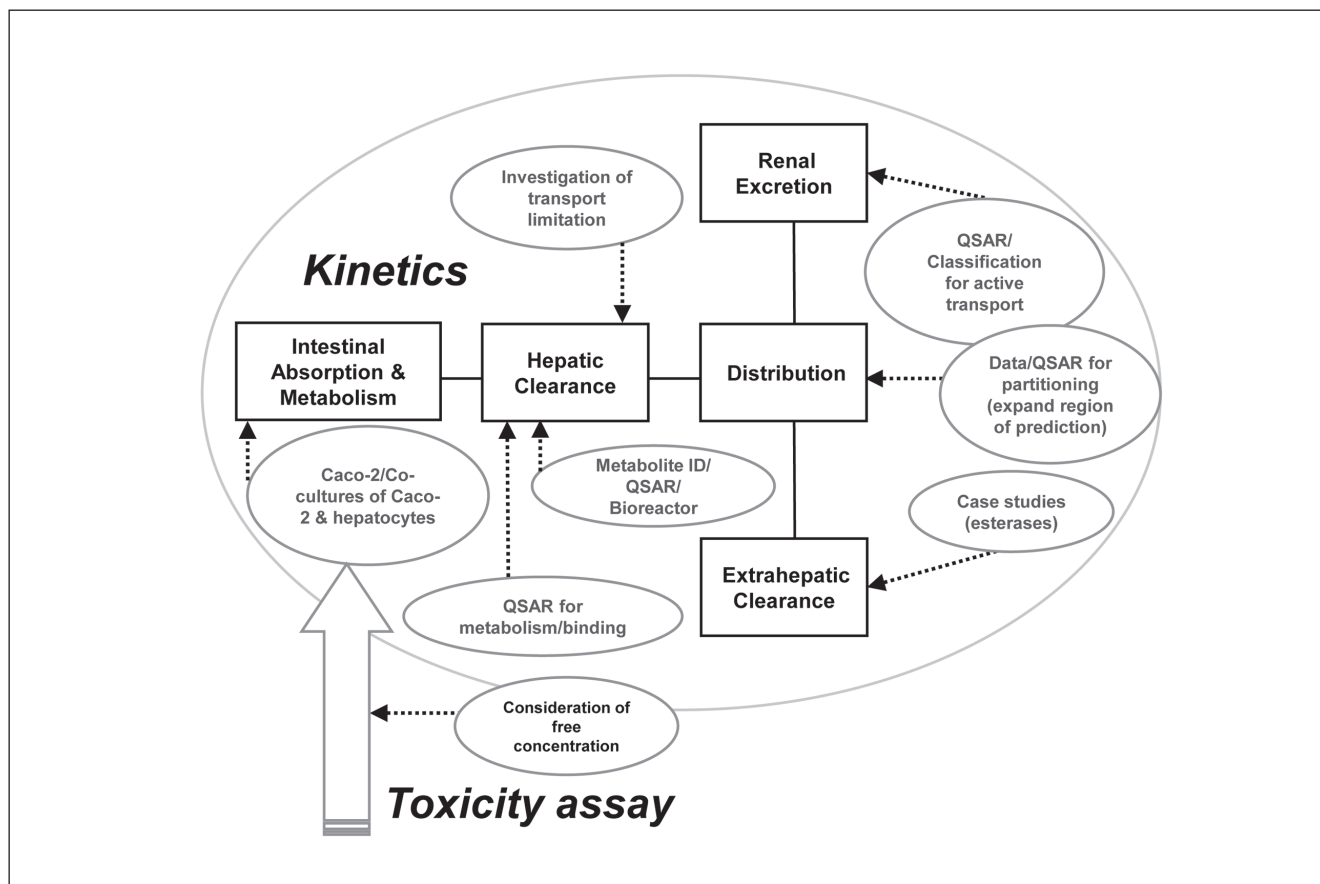 Renal
Excretion
Investigation of
transport
limitation
QSAR/
Classification
for active
transport
Kinetics
Intestinal
Absorption &
Metabolism
Hepatic
Clearance
Distribution
Data/QSAR for
partitioning
(expand region
of prediction)
Caco-2/Co-
cultures of Caco-
2 & hepatocytes
Metabolite ID/
QSAR/
Bioreactor
Case studies
(esterases)
Extrahepatic
Clearance
QSAR for
metabolism/binding
Consideration of
free
concentration
Toxicity assay